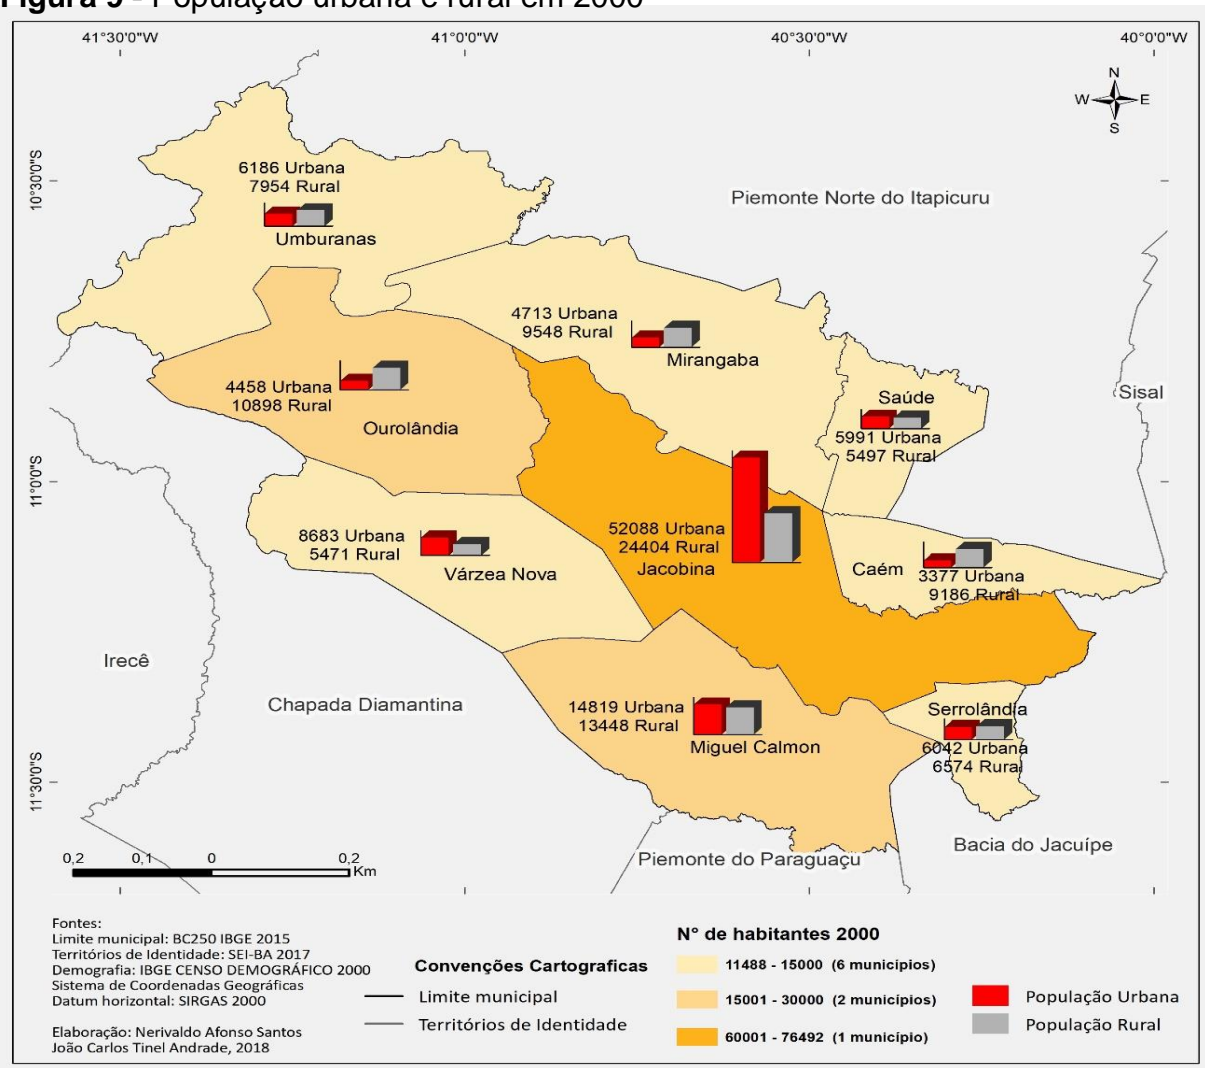 Figura 9 - População urbana e rural em 2000
41°30'0"W
41°0'0"W
40°30'0"W
40°0'0"W
N
W
E
S
10°30'0"S
11°0'0"S
11°30'0"S
6186 Urbana
7954 Rural
Umburanas
Piemonte Norte do Itapicuru
4713 Urbana
9548 Rural
Mirangaba
4458 Urbana
10898 Rural
Ourolândia
Saúde
5991 Urbana
5497 Rural
Sisal
8683 Urbana
5471 Rural
Várzea Nova
52088 Urbana
24404 Rural
Jacobina
Caém
3377 Urbana
9186 Rural
Irecê
Chapada Diamantina
14819 Urbana
13448 Rural
Miguel Calmon
Serrolândia
6042 Urbana
6574 Rural
Bacia do Jacuípe
Piemonte do Paraguaçu
0,2 0,1 0 0,2
Km
Fontes:
Limite municipal: BC250 IBGE 2015
Territórios de Identidade: SEI-BA 2017
Demografia: IBGE CENSO DEMOGRÁFICO 2000
Sistema de Coordenadas Geográficas
Datum horizontal: SIRGAS 2000
Elaboração: Nerivaldo Afonso Santos
João Carlos Tinel Andrade, 2018
Convenções Cartograficas
Limite municipal
Territórios de Identidade
N° de habitantes 2000
11488 - 15000 (6 municípios)
15001 - 30000 (2 municípios)
60001 - 76492 (1 município)
População Urbana
População Rural